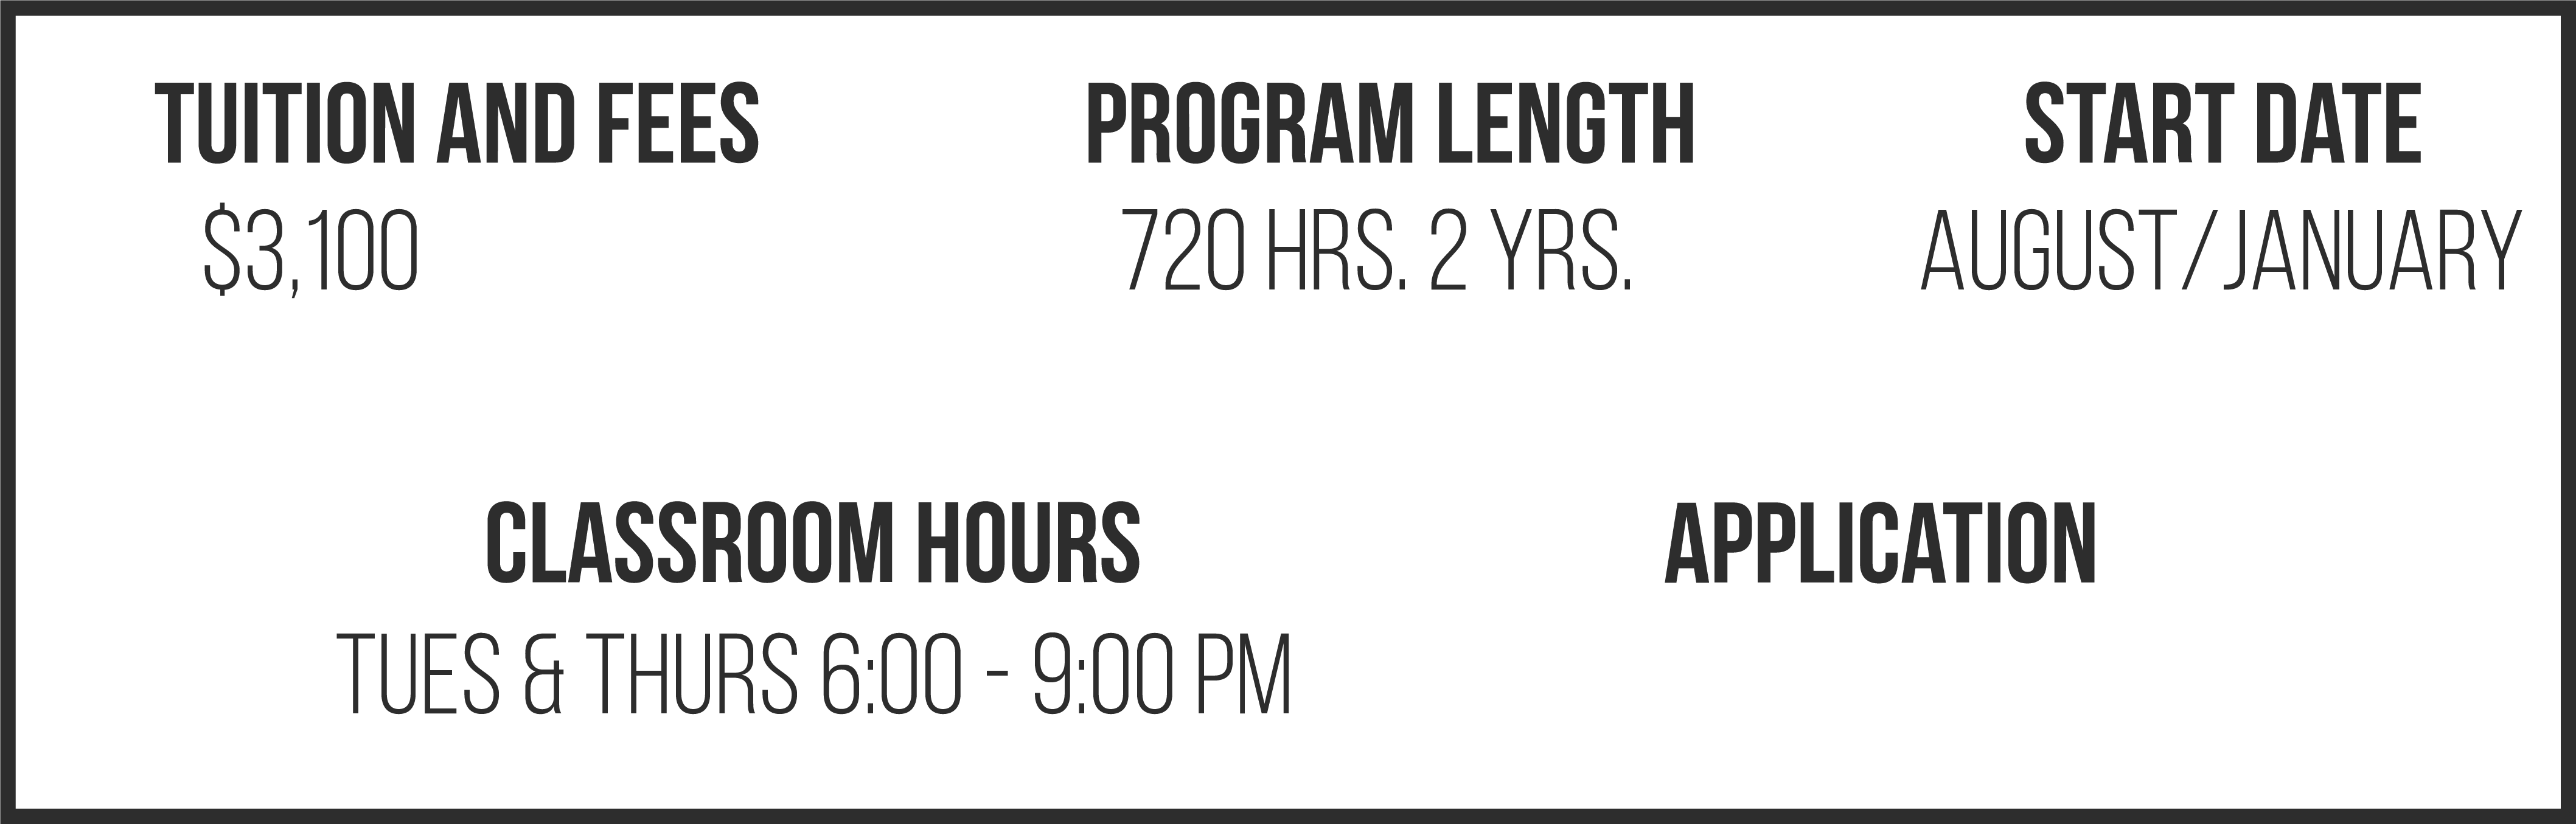 TUITION AND FEES
$3,100
PROGRAM LENGTH
720 HRS. 2 YRS.
START DATE
AUGUST/JANUARY
CLASSROOM HOURS
TUES & THURS 6:00 - 9:00 PM
APPLICATION